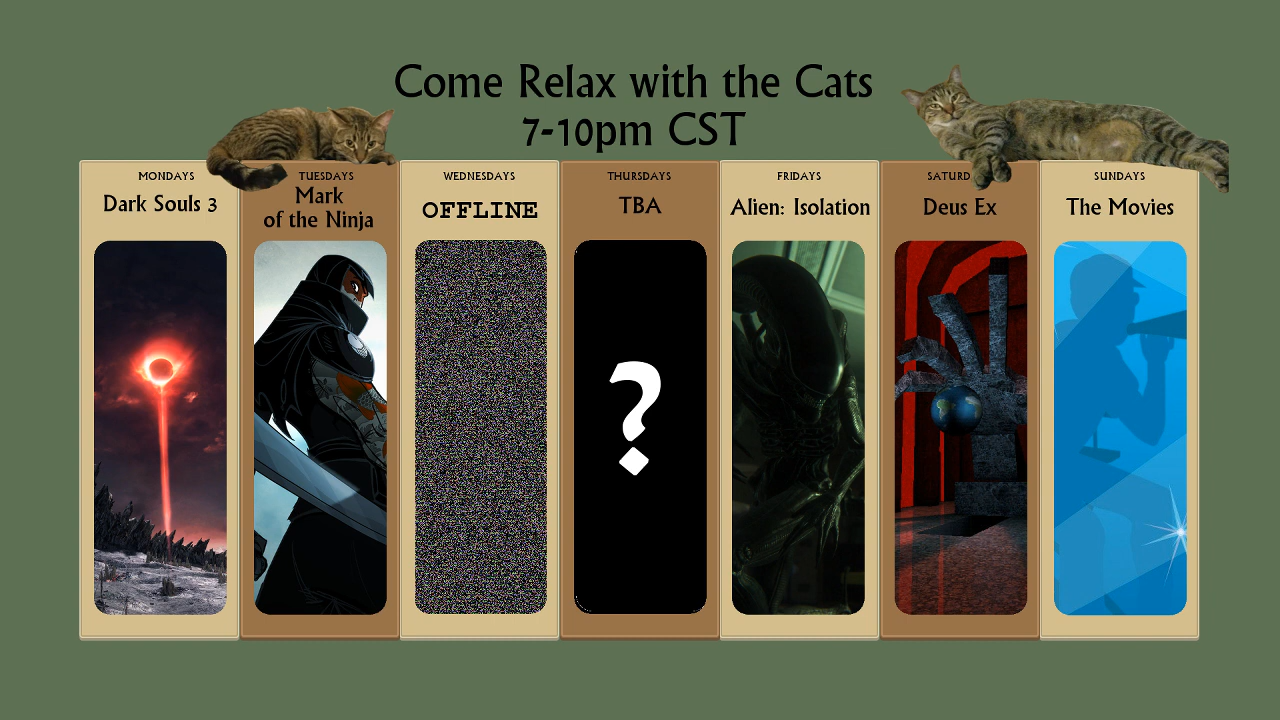 Come Relax with the Cats
7-10pm CST
MONDAYS
Dark Souls 3
TUESDAYS
Mark
of the Ninja
WEDNESDAYS
OFFLINE
THURSDAYS
TBA
?
FRIDAYS
Alien: Isolation
SATURD
Deus Ex
SUNDAYS
The Movies